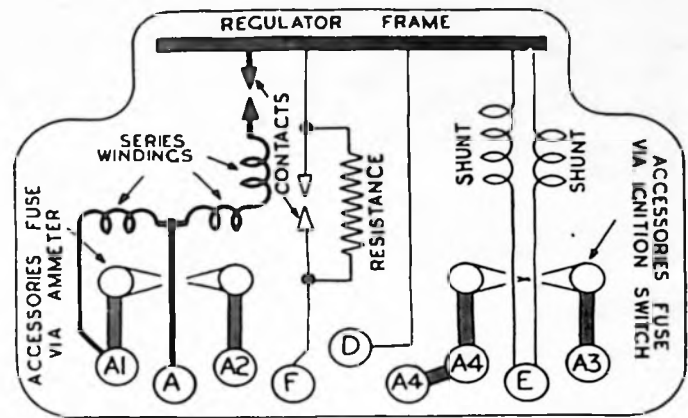 REGULATOR FRAME
SERIES
WINDINGS
CONTACTS
RESISTANCE
SHUNT
SHUNT
ACCESSORIES FUSE
VIA IGNITION
SWITCH
ACCESSORIES FUSE
VIA AMMETER
A1
A
A2
F
D
A4
A4
E
A3